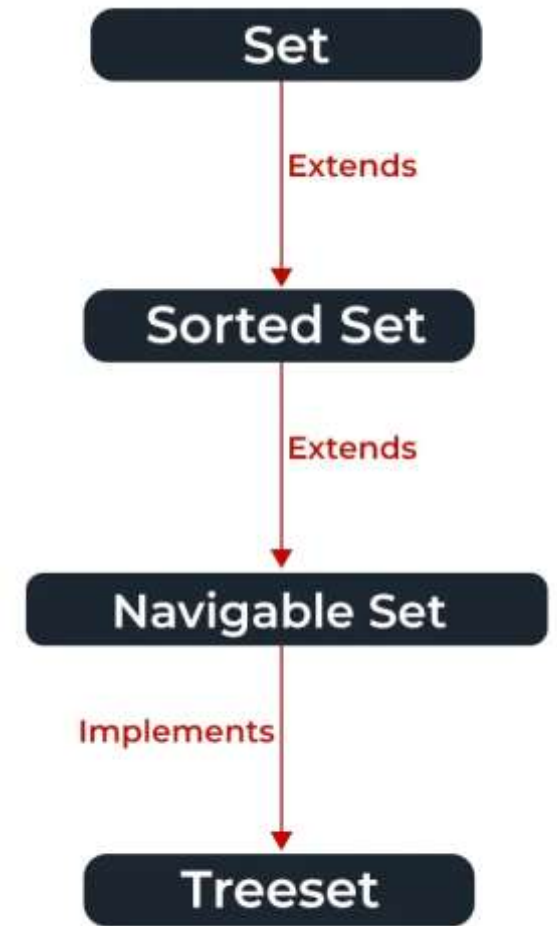 Set
Extends
Sorted Set
Extends
Navigable Set
Implements
Treeset